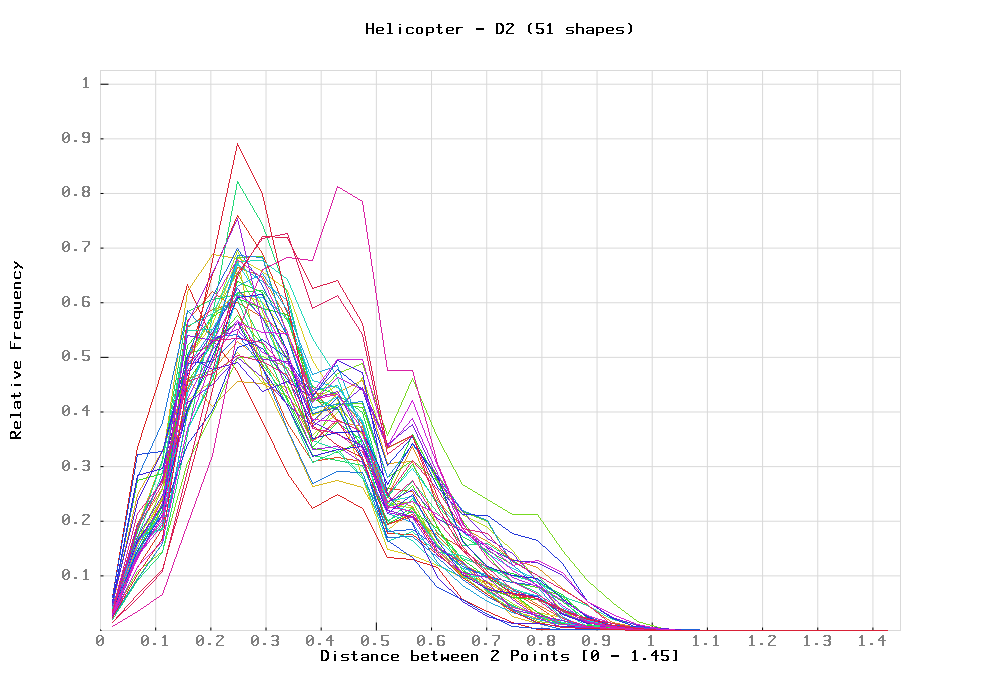 Helicopter - D2 (51 shapes)
1
0.9
0.8
0.7
0.6
0.5
0.4
0.3
0.2
0.1
Relative Frequency
0 0.1 0.2 0.3 0.4 0.5 0.6 0.7 0.8 0.9 1 1.1 1.2 1.3 1.4
Distance between 2 Points [0 - 1.45]